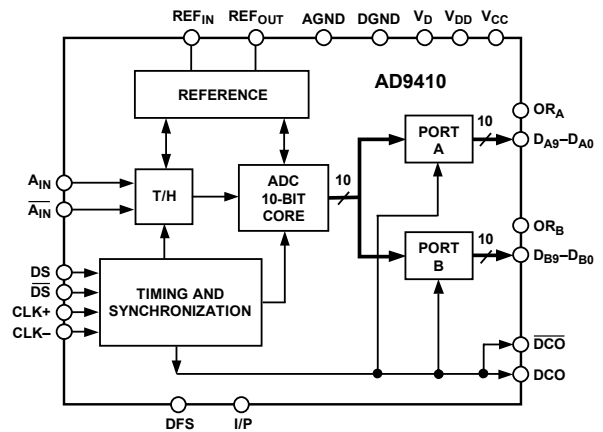 REFIN REFOUT AGND DGND VD VDD VCC
REFERENCE
AD9410
ORA
PORT
A
10
DA9–DA0
AIN
AIN
T/H
ADC
10-BIT
CORE
10
ORB
PORT
B
10
DB9–DB0
DS
DS
CLK+
CLK–
TIMING AND
SYNCHRONIZATION
DCO
DCO
DFS I/P